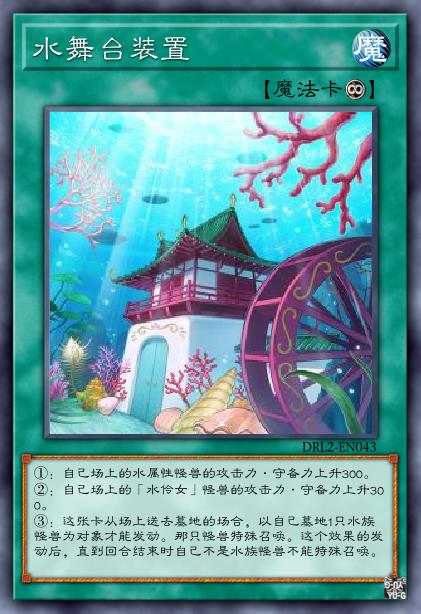 水舞台装置
魔
【魔法卡♾】
DRL2-EN043
①：自己场上的水属性怪兽的攻击力·守备力上升300。
②：自己场上的「水伶女」怪兽的攻击力·守备力上升30
0。
③：这张卡从场上送去墓地的场合，以自己墓地1只水族
怪兽为对象才能发动。那只怪兽特殊召唤。这个效果的发
动后，直到回合结束时自己不是水族怪兽不能特殊召唤。